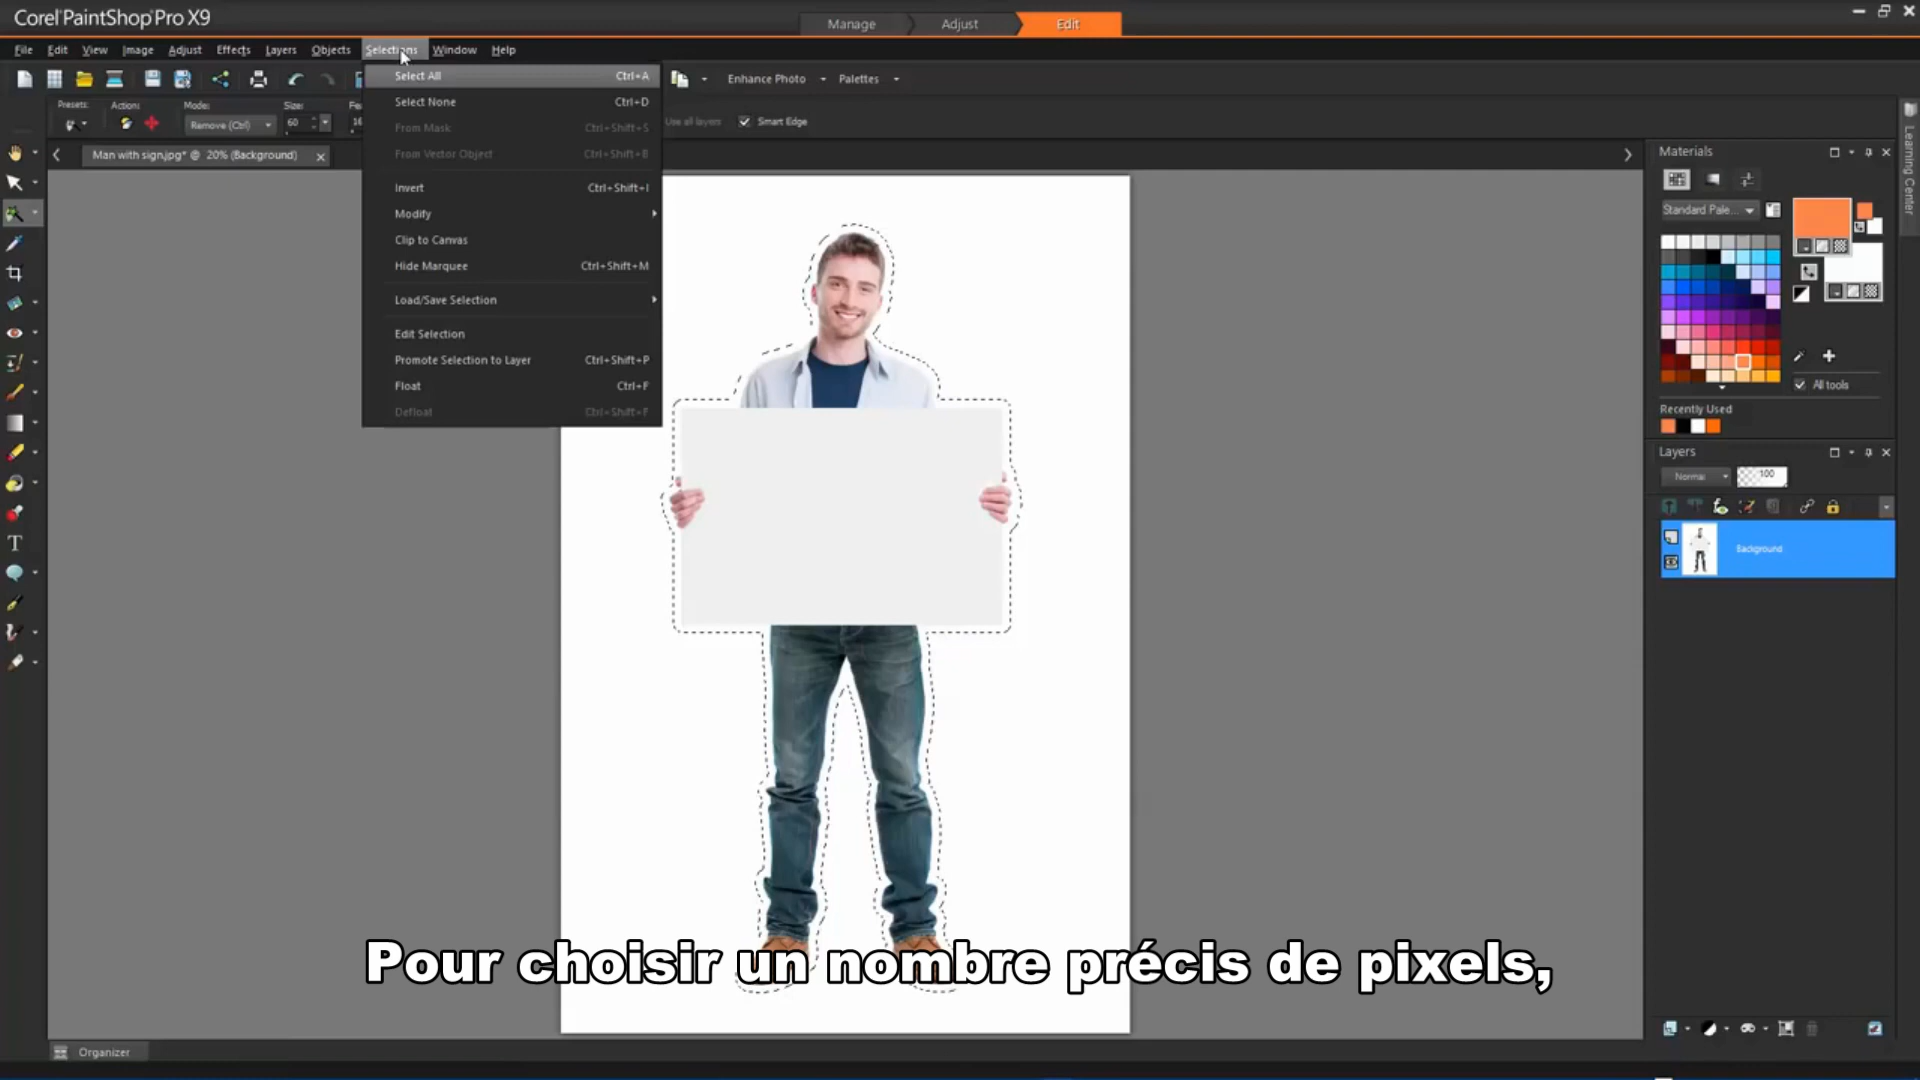 Corel PaintShop Pro X9
Manage
Adjust
Edit
File Edit View Image Adjust Effects Layers Objects Selections Window Help
Enhance Photo
Palettes
Presets:
Action:
Mode:
Size:
Remove (Ctrl)
60
Use all layers
Smart Edge
Man with sign.jpg* @ 20% (Background)
Select All Ctrl+A
Select None Ctrl+D
From Mask Ctrl+Shift+S
From Vector Object Ctrl+Shift+B
Invert Ctrl+Shift+I
Modify
Clip to Canvas
Hide Marquee Ctrl+Shift+M
Load/Save Selection
Edit Selection
Promote Selection to Layer Ctrl+Shift+P
Float Ctrl+F
Defloat Ctrl+Shift+F
Materials
Standard Pale...
All tools
Recently Used
Layers
Normal
100
Background
Learning Center
Pour choisir un nombre précis de pixels,
Organizer